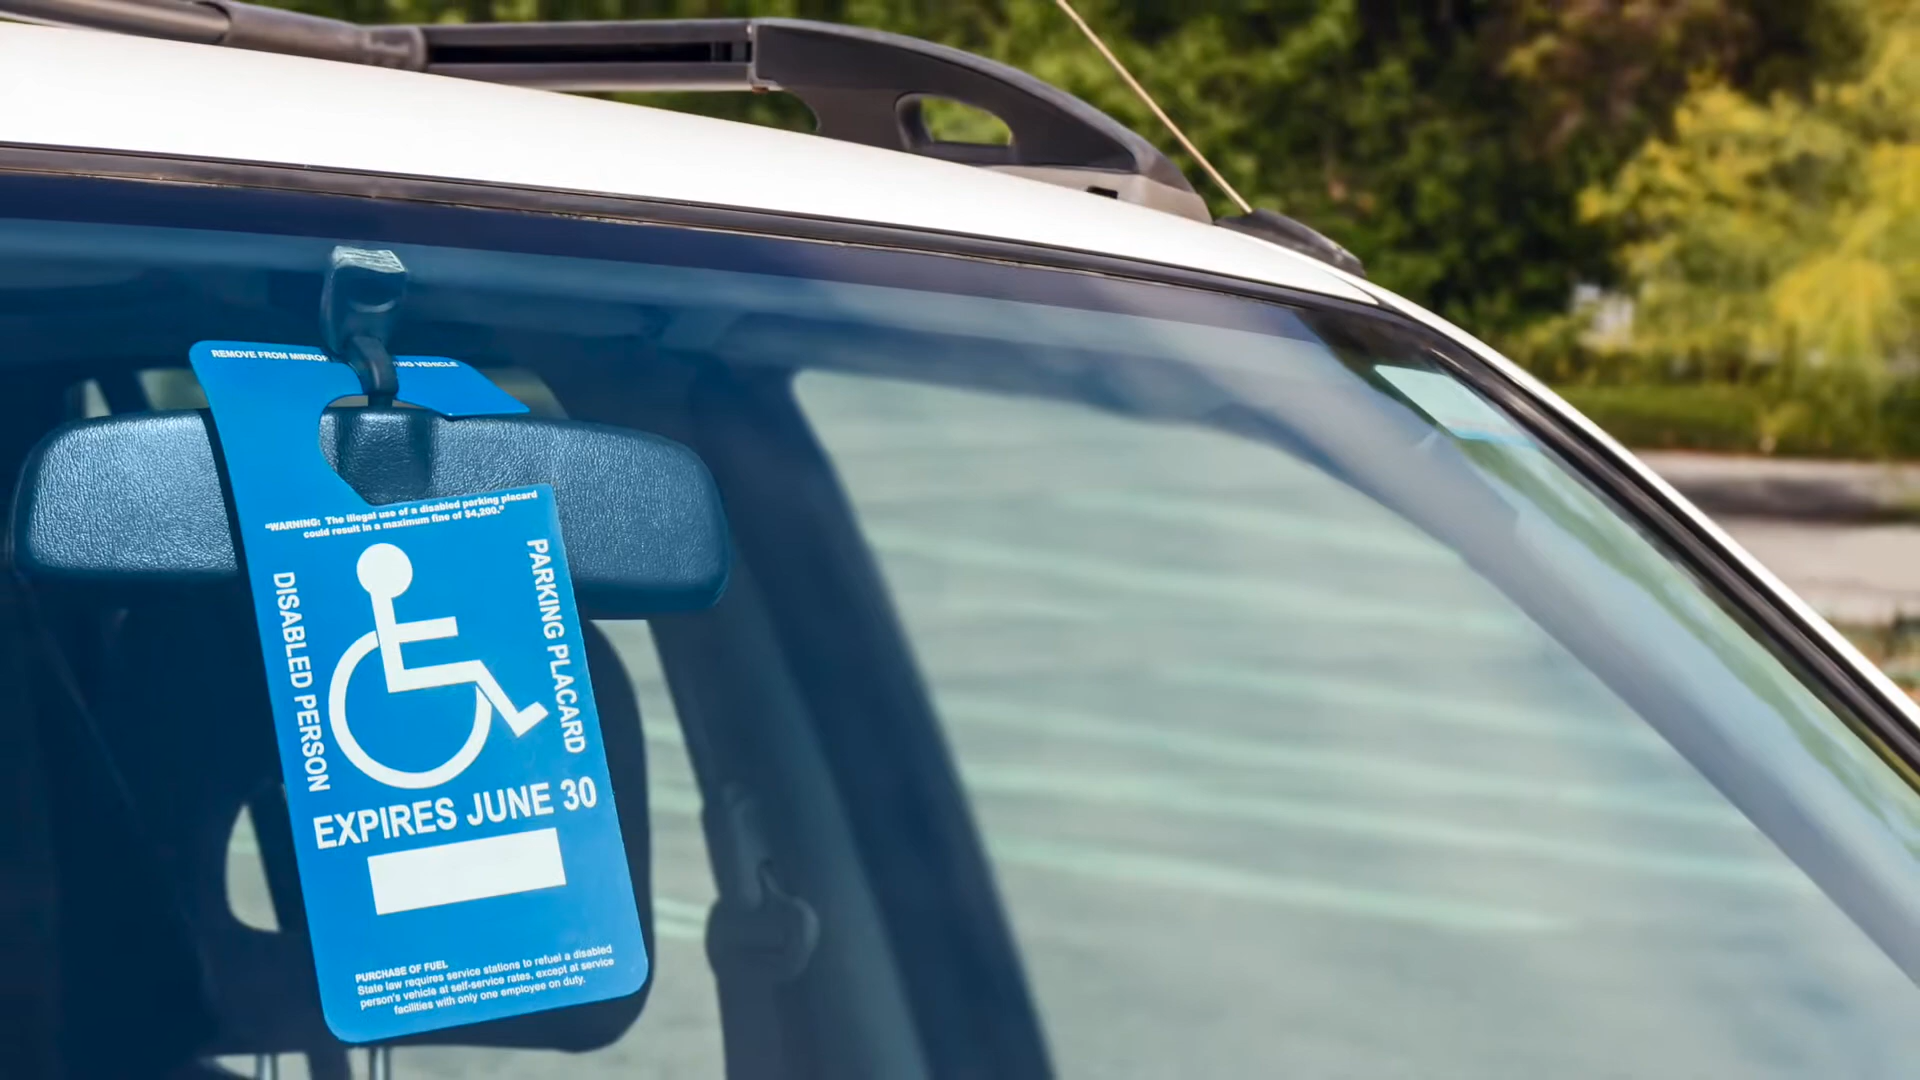 REMOVE FROM MIRROR VEHICLE
"WARNING: The illegal use of a disabled parking placard
could result in a maximum fine of $4,200."
DISABLED PERSON
PARKING PLACARD
EXPIRES JUNE 30
PURCHASE OF FUEL
State law requires service stations to refuel a disabled
person's vehicle at self-service rates, except at service
facilities with only one employee on duty.